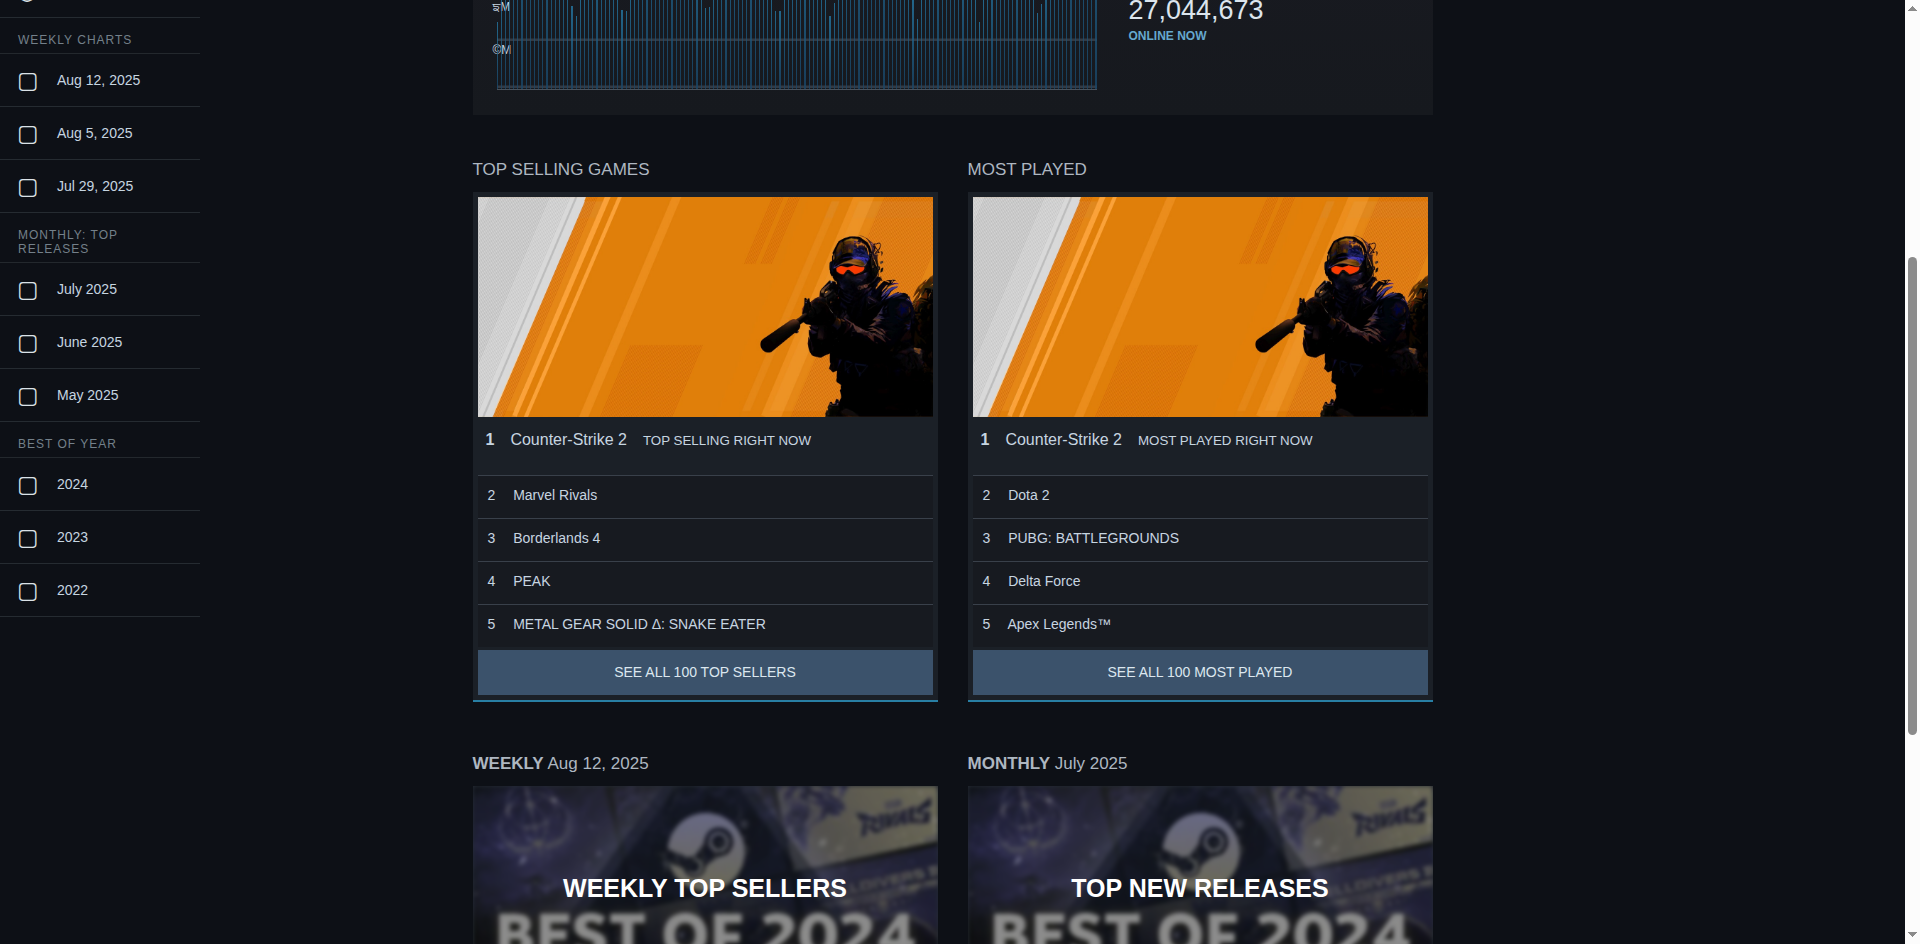 WEEKLY CHARTS
Aug 12, 2025
Aug 5, 2025
Jul 29, 2025
MONTHLY: TOP
RELEASES
July 2025
June 2025
May 2025
BEST OF YEAR
2024
2023
2022
27,044,673
ONLINE NOW
TOP SELLING GAMES
1 Counter-Strike 2 TOP SELLING RIGHT NOW
2 Marvel Rivals
3 Borderlands 4
4 PEAK
5 METAL GEAR SOLID Δ: SNAKE EATER
SEE ALL 100 TOP SELLERS
MOST PLAYED
1 Counter-Strike 2 MOST PLAYED RIGHT NOW
2 Dota 2
3 PUBG: BATTLEGROUNDS
4 Delta Force
5 Apex Legends™
SEE ALL 100 MOST PLAYED
WEEKLY Aug 12, 2025
RIVALS
WEEKLY TOP SELLERS
BEST OF 2024
MONTHLY July 2025
RIVALS
TOP NEW RELEASES
BEST OF 2024